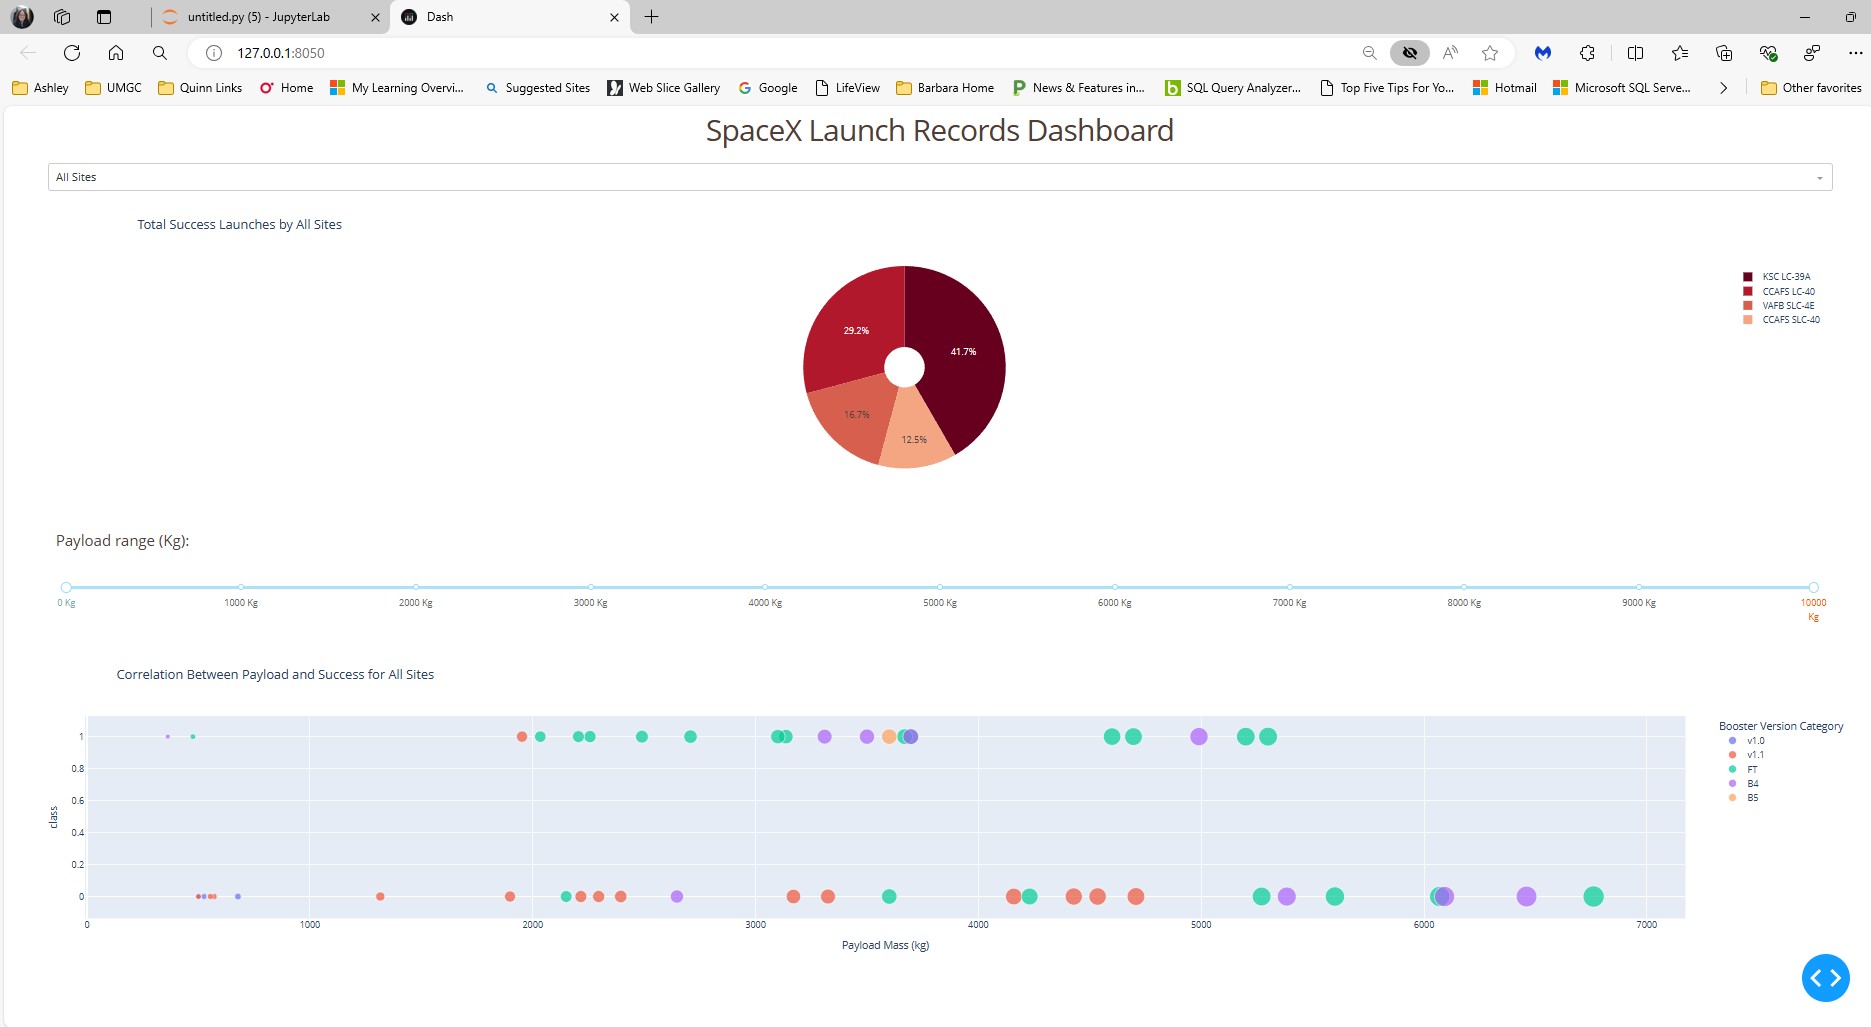 untitled.py (5) - JupyterLab
Dash
127.0.0.1:8050
Ashley UMGC Quinn Links Home My Learning Overvi... Suggested Sites Web Slice Gallery Google LifeView Barbara Home News & Features in... SQL Query Analyzer... Top Five Tips For Yo... Hotmail Microsoft SQL Serve... Other favorites
SpaceX Launch Records Dashboard
All Sites
Total Success Launches by All Sites
KSC LC-39A
CCAFS LC-40
VAFB SLC-4E
CCAFS SLC-40
29.2%
41.7%
16.7%
12.5%
Payload range (Kg):
0 Kg 1000 Kg 2000 Kg 3000 Kg 4000 Kg 5000 Kg 6000 Kg 7000 Kg 8000 Kg 9000 Kg 10000
Kg
Correlation Between Payload and Success for All Sites
Booster Version Category
v1.0
v1.1
FT
B4
B5
1
0.8
0.6
0.4
0.2
0
class
0 1000 2000 3000 4000 5000 6000 7000
Payload Mass (kg)